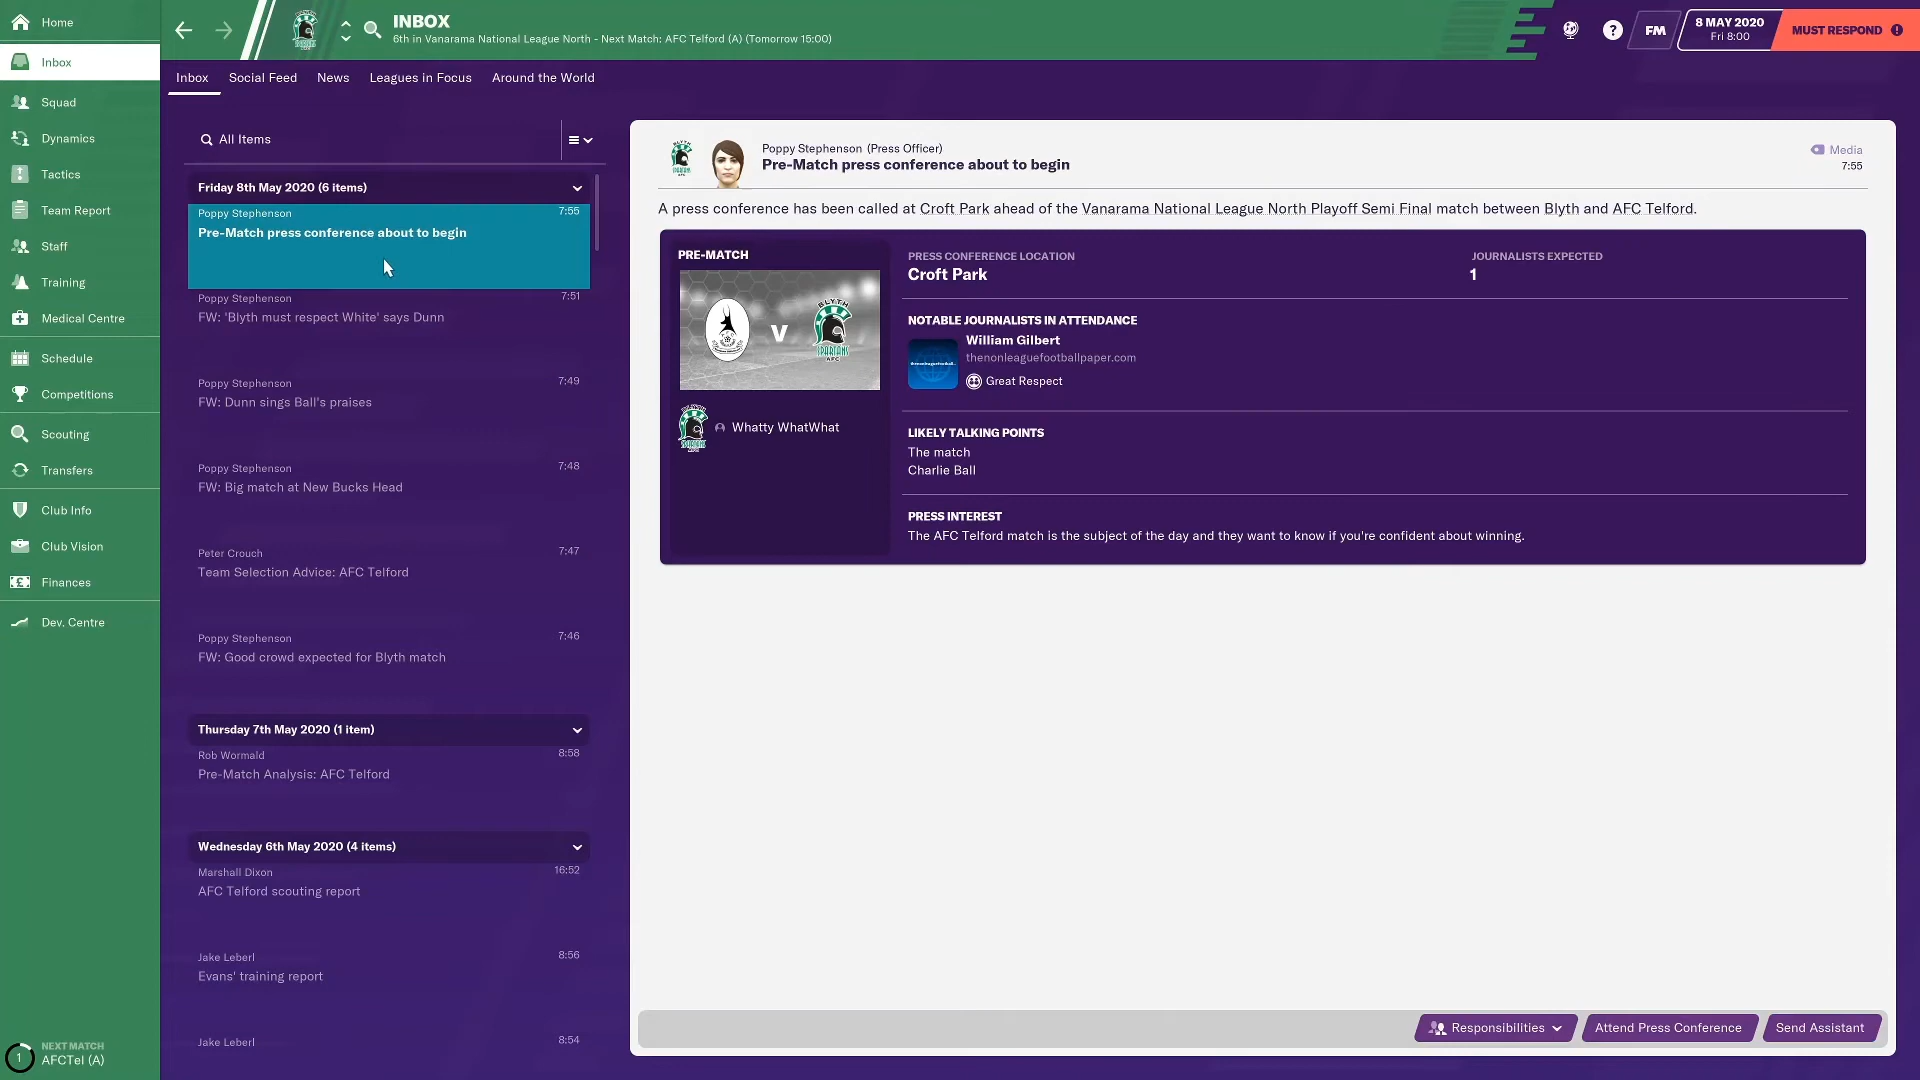 Home
Inbox
Squad
Dynamics
Tactics
Team Report
Staff
Training
Medical Centre
Schedule
Competitions
Scouting
Transfers
Club Info
Club Vision
Finances
Dev. Centre
1
NEXT MATCH
AFCTel (A)
INBOX
6th in Vanarama National League North - Next Match: AFC Telford (A) (Tomorrow 15:00)
?
FM
8 MAY 2020
Fri 8:00
MUST RESPOND
Inbox Social Feed News Leagues in Focus Around the World
All Items
Friday 8th May 2020 (6 items)
Poppy Stephenson 7:55
Pre-Match press conference about to begin
Poppy Stephenson 7:51
FW: 'Blyth must respect White' says Dunn
Poppy Stephenson 7:49
FW: Dunn sings Ball's praises
Poppy Stephenson 7:48
FW: Big match at New Bucks Head
Peter Crouch 7:47
Team Selection Advice: AFC Telford
Poppy Stephenson 7:46
FW: Good crowd expected for Blyth match
Thursday 7th May 2020 (1 item)
Rob Wormald 8:58
Pre-Match Analysis: AFC Telford
Wednesday 6th May 2020 (4 items)
Marshall Dixon 16:52
AFC Telford scouting report
Jake Leberl 8:56
Evans' training report
Jake Leberl 8:54
Poppy Stephenson (Press Officer)
Pre-Match press conference about to begin
Media
7:55
A press conference has been called at Croft Park ahead of the Vanarama National League North Playoff Semi Final match between Blyth and AFC Telford.
PRE-MATCH
V
BLYTH
SPARTANS
AFC
Whatty WhatWhat
PRESS CONFERENCE LOCATION
Croft Park
JOURNALISTS EXPECTED
1
NOTABLE JOURNALISTS IN ATTENDANCE
William Gilbert
thenonleaguefootballpaper.com
Great Respect
LIKELY TALKING POINTS
The match
Charlie Ball
PRESS INTEREST
The AFC Telford match is the subject of the day and they want to know if you're confident about winning.
Responsibilities
Attend Press Conference
Send Assistant